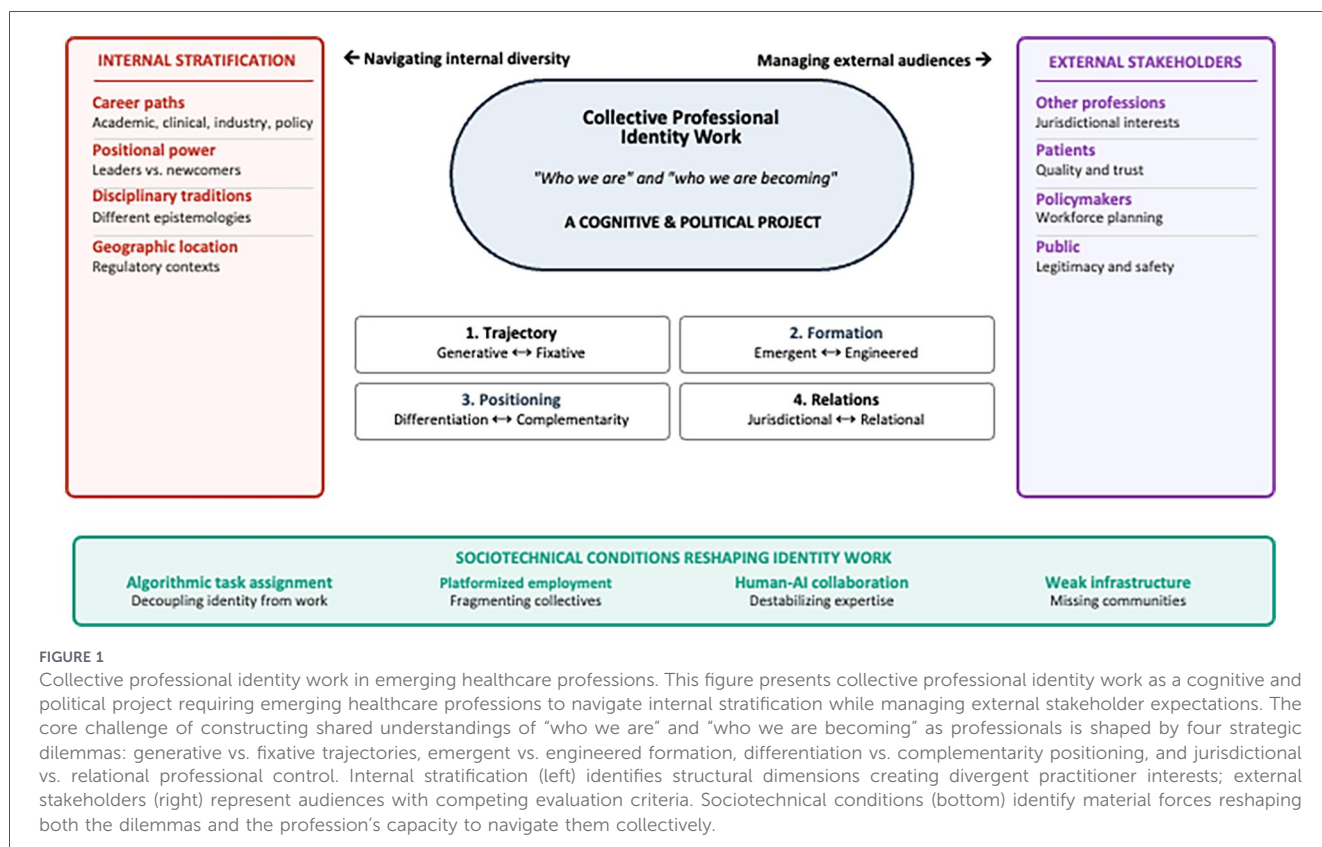 INTERNAL STRATIFICATION
Career paths
Academic, clinical, industry, policy
Positional power
Leaders vs. newcomers
Disciplinary traditions
Different epistemologies
Geographic location
Regulatory contexts
← Navigating internal diversity
Managing external audiences →
Collective Professional
Identity Work
"Who we are" and "who we are becoming"
A COGNITIVE & POLITICAL PROJECT
1. Trajectory
Generative ↔ Fixative
2. Formation
Emergent ↔ Engineered
3. Positioning
Differentiation ↔ Complementarity
4. Relations
Jurisdictional ↔ Relational
EXTERNAL STAKEHOLDERS
Other professions
Jurisdictional interests
Patients
Quality and trust
Policymakers
Workforce planning
Public
Legitimacy and safety
SOCIOTECHNICAL CONDITIONS RESHAPING IDENTITY WORK
Algorithmic task assignment
Decoupling identity from work
Platformized employment
Fragmenting collectives
Human-AI collaboration
Destabilizing expertise
Weak infrastructure
Missing communities
FIGURE 1
Collective professional identity work in emerging healthcare professions. This figure presents collective professional identity work as a cognitive and
political project requiring emerging healthcare professions to navigate internal stratification while managing external stakeholder expectations. The
core challenge of constructing shared understandings of "who we are" and "who we are becoming" as professionals is shaped by four strategic
dilemmas: generative vs. fixative trajectories, emergent vs. engineered formation, differentiation vs. complementarity positioning, and jurisdictional
vs. relational professional control. Internal stratification (left) identifies structural dimensions creating divergent practitioner interests; external
stakeholders (right) represent audiences with competing evaluation criteria. Sociotechnical conditions (bottom) identify material forces reshaping
both the dilemmas and the profession's capacity to navigate them collectively.